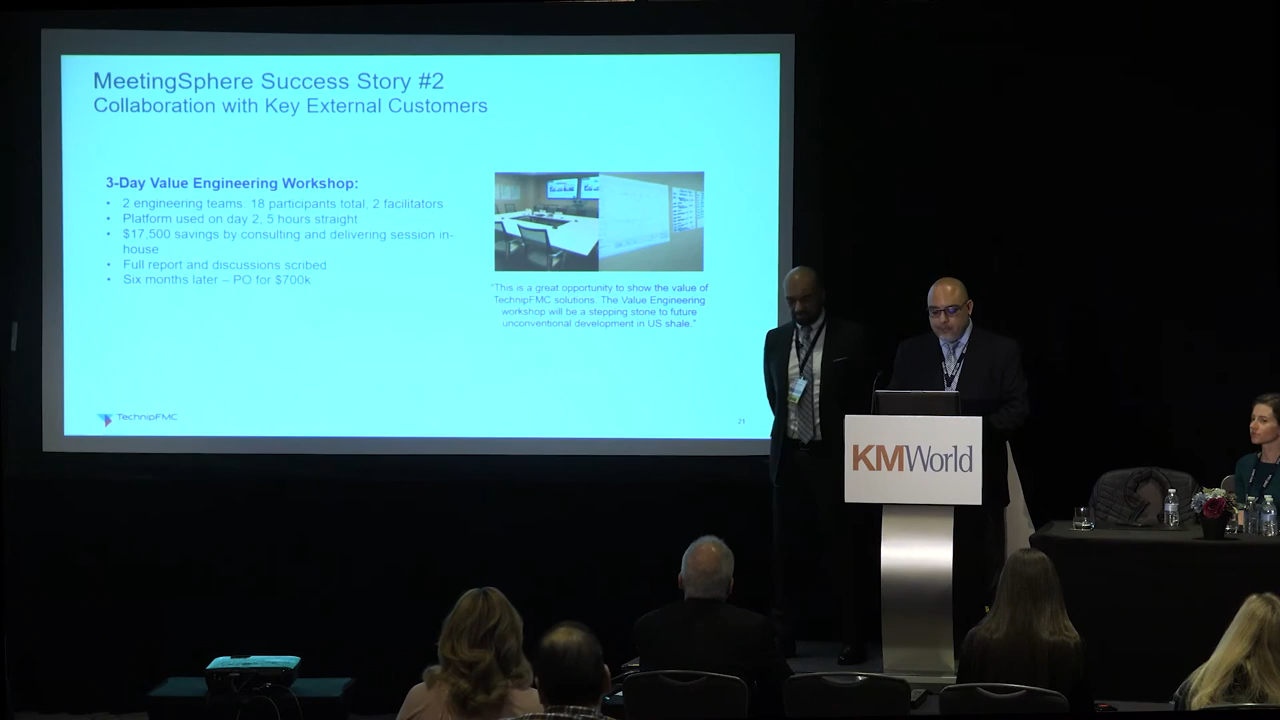 MeetingSphere Success Story #2
Collaboration with Key External Customers
3-Day Value Engineering Workshop:
• 2 engineering teams: 18 participants total, 2 facilitators
• Platform used on day 2, 5 hours straight
• $17,500 savings by consulting and delivering session in-
house
• Full report and discussions scribed
• Six months later – PO for $700k
"This is a great opportunity to show the value of
TechnipFMC solutions. The Value Engineering
workshop will be a stepping stone to future
unconventional development in US shale."
TechnipFMC
21
KMWorld